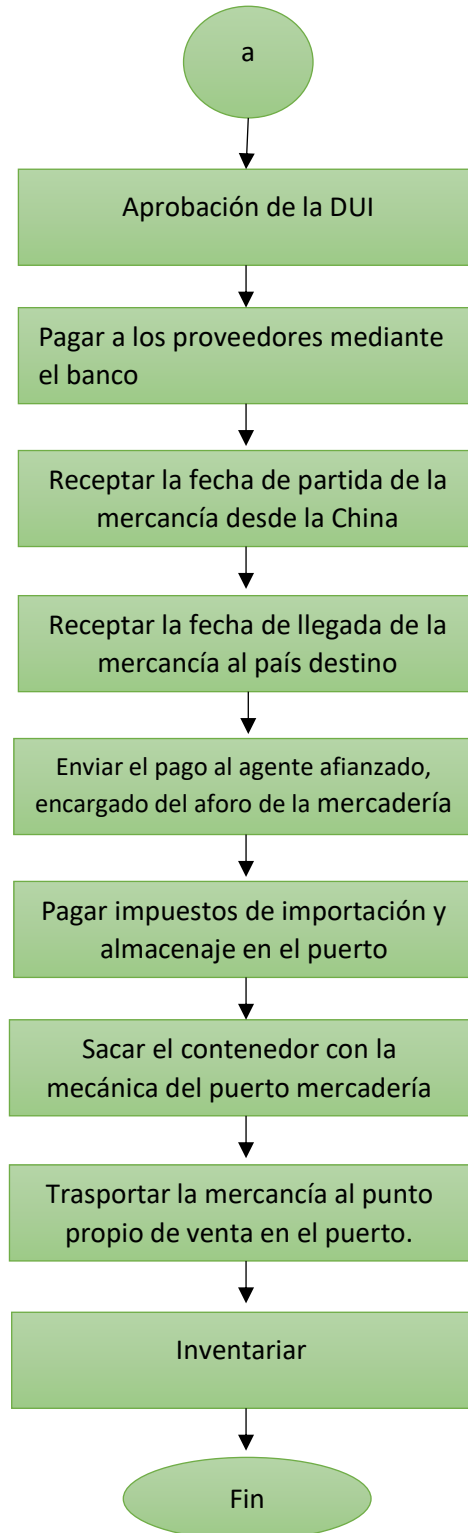 a
Aprobación de la DUI
Pagar a los proveedores mediante
el banco
Receptar la fecha de partida de la
mercancía desde la China
Receptar la fecha de llegada de la
mercancía al país destino
Enviar el pago al agente afianzado,
encargado del aforo de la mercadería
Pagar impuestos de importación y
almacenaje en el puerto
Sacar el contenedor con la
mecánica del puerto mercadería
Trasportar la mercancía al punto
propio de venta en el puerto.
Inventariar
Fin